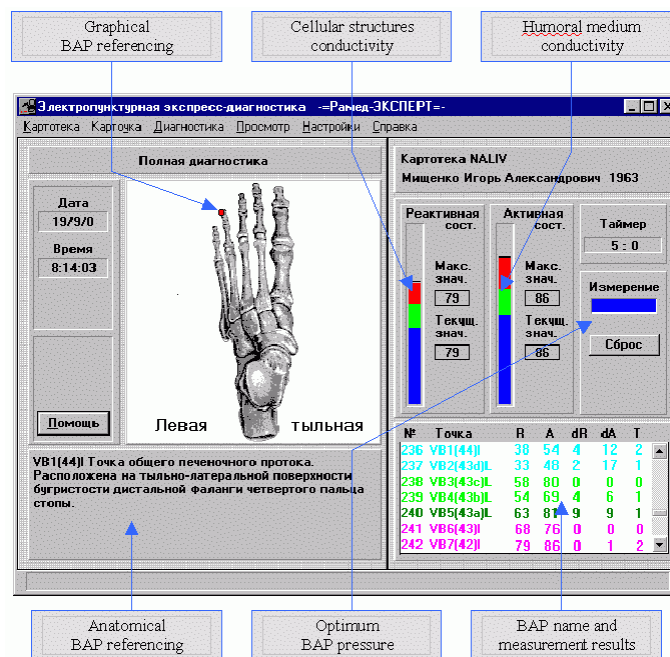 Graphical
BAP referencing
Cellular structures
conductivity
Humoral medium
conductivity
Электропунктурная экспресс-диагностика -=Рамед-ЭКСПЕРТ=-
Картотека Карточка Диагностика Просмотр Настройки Справка
Полная диагностика
Картотека NALIV
Мищенко Игорь Александрович 1963
Дата
19/9/0
Время
8:14:03
Помощь
Левая тыльная
Реактивная
сост.
Макс.
знач.
79
Текущ.
знач.
79
Активная
сост.
Макс.
знач.
86
Текущ.
знач.
86
Таймер
5 : 0
Измерение
Сброс
VB1(44)l Точка общего печеночного протока.
Расположена на тыльно-латеральной поверхности
бугристости дистальной фаланги четвертого пальца
стопы.
№ Точка R A dR dA T
236 VB1(44)l 38 54 4 12 2
237 VB2(43d)L 33 48 2 17 1
238 VB3(43c)L 58 80 0 0 0
239 VB4(43b)L 54 69 4 6 1
240 VB5(43a)L 63 81 9 9 1
241 VB6(43)l 68 76 0 0 0
242 VB7(42)l 79 86 0 1 2
Anatomical
BAP referencing
Optimum
BAP pressure
BAP name and
measurement results